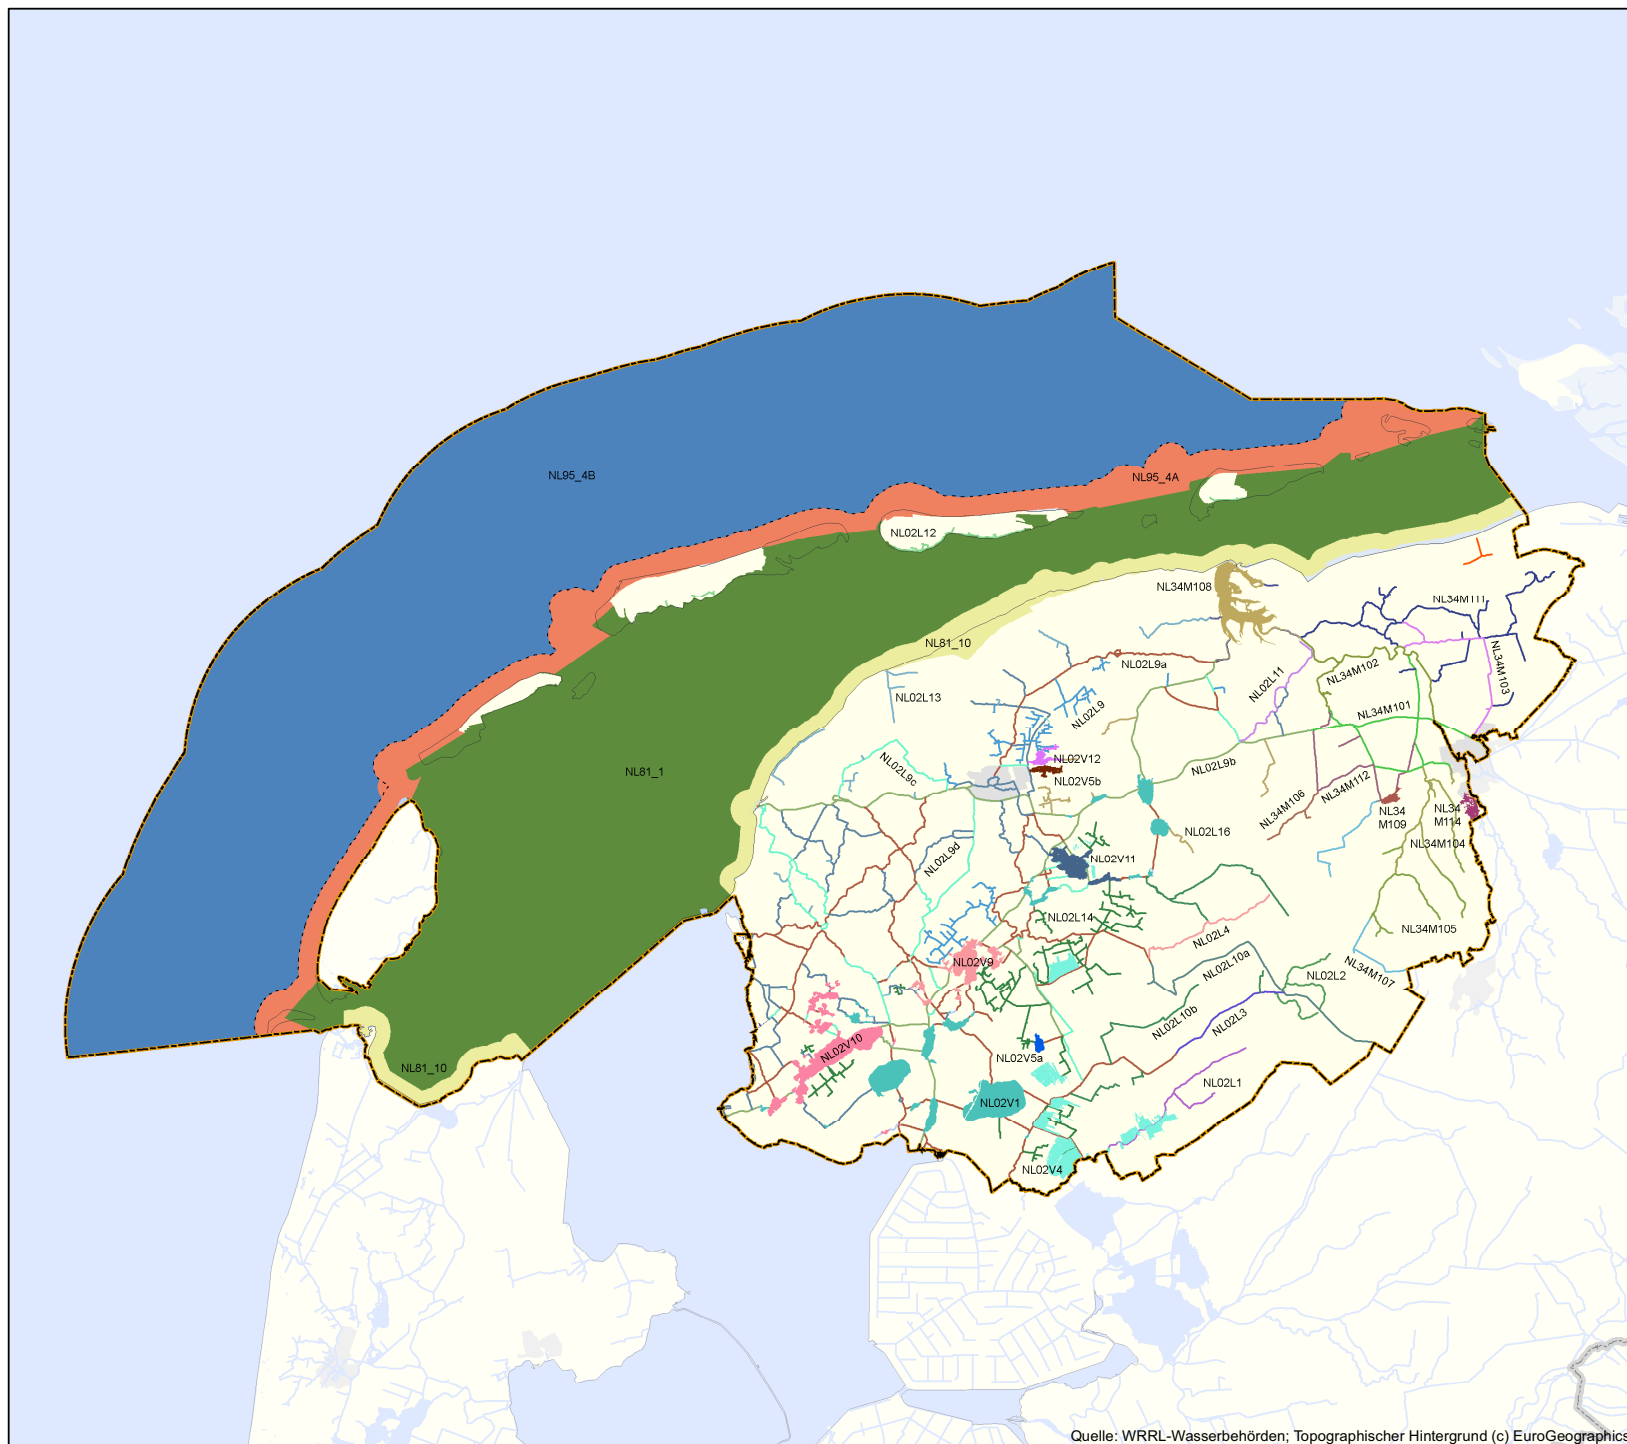 NL95_4B
NL95_4A
NL02L12
NL34M108
NL34M111
NL81_10
NL02L9a
NL02L11
NL34M102
NL34M103
NL02L13
NL02L9
NL34M101
NL02V12
NL02L9b
NL81_1
NL02L9c
NL02V5b
NL34M106
NL34M112
NL34
M109
NL34
M114
NL02L16
NL34M104
NL02L9d
NL02V11
NL02L14
NL02L4
NL34M105
NL02V9
NL02L10a
NL34M107
NL02L2
NL02L10b
NL02L3
NL02V10
NL02V5a
NL81_10
NL02L1
NL02V1
NL02V4
Quelle: WRRL-Wasserbehörden; Topographischer Hintergrund (c) EuroGeographics